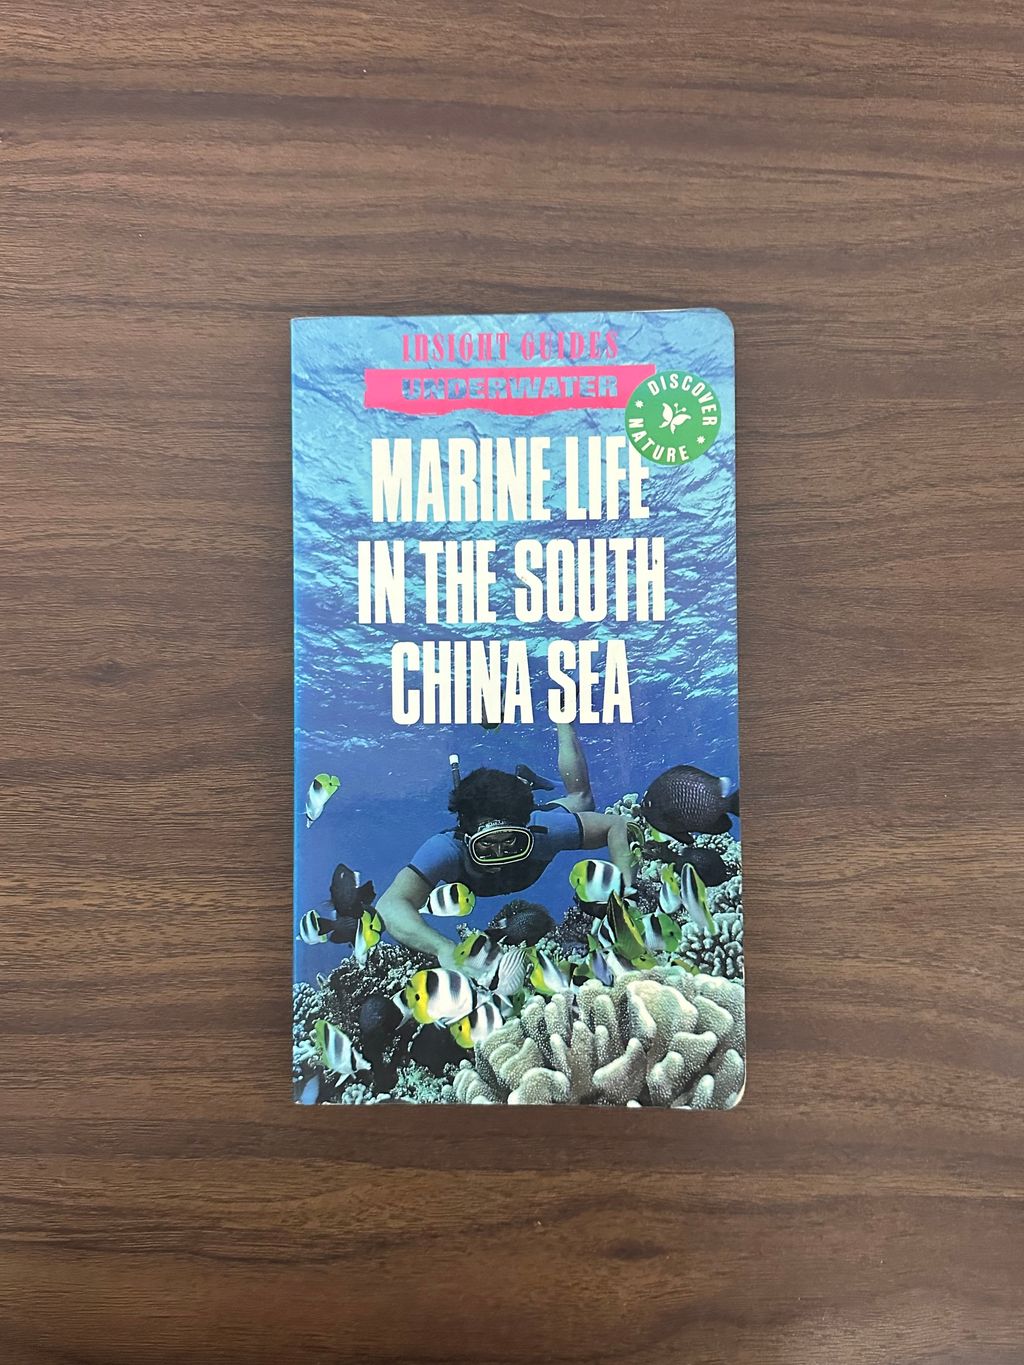 INSIGHT GUIDES
UNDERWATER
DISCOVER
NATURE
MARINE LIFE
IN THE SOUTH
CHINA SEA